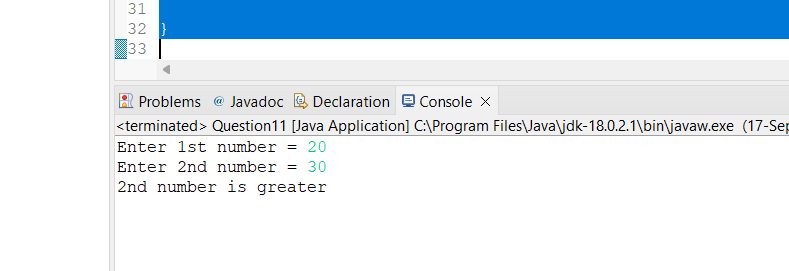 31
32 }
33
Problems @ Javadoc Declaration Console
<terminated> Question11 [Java Application] C:\Program Files\Java\jdk-18.0.2.1\bin\javaw.exe (17-Sep
Enter 1st number = 20
Enter 2nd number = 30
2nd number is greater